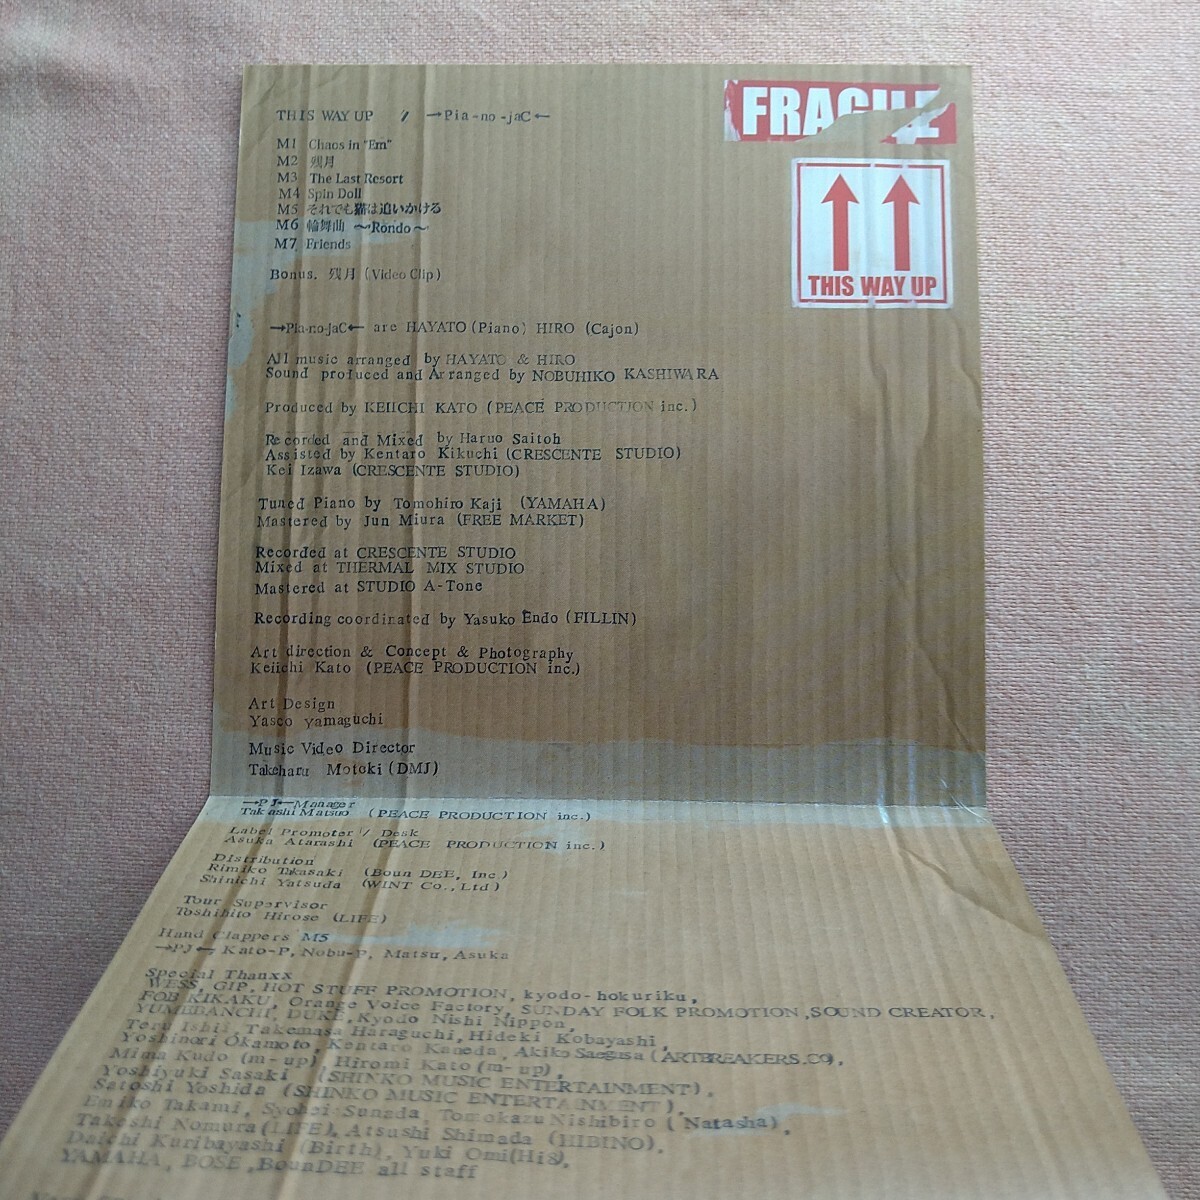 THIS WAY UP / →Pia-no-jaC←
FRAGILE
M1 Chaos in "Em"
M2 残月
M3 The Last Resort
M4 Spin Doll
M5 それでも猫は追いかける
M6 輪舞曲 ～Rondo～
M7 Friends
Bonus. 残月 (Video Clip)
THIS WAY UP
→Pia-no-jaC← are HAYATO (Piano) HIRO (Cajon)
All music arranged by HAYATO & HIRO
Sound produced and Arranged by NOBUHIKO KASHIWARA
Produced by KEIICHI KATO (PEACE PRODUCTION inc.)
Recorded and Mixed by Haruo Saitoh
Assisted by Kentaro Kikuchi (CRESCENTE STUDIO)
Kei Izawa (CRESCENTE STUDIO)
Tuned Piano by Tomohiro Kaji (YAMAHA)
Mastered by Jun Miura (FREE MARKET)
Recorded at CRESCENTE STUDIO
Mixed at THERMAL MIX STUDIO
Mastered at STUDIO A-Tone
Recording coordinated by Yasuko Endo (FILLIN)
Art direction & Concept & Photography
Keiichi Kato (PEACE PRODUCTION inc.)
Art Design
Yasco yamaguchi
Music Video Director
Takeharu Moteki (DMJ)
→PJ← Manager
Takashi Matsuo (PEACE PRODUCTION inc.)
Label Promoter / Desk
Asuka Atarashi (PEACE PRODUCTION inc.)
Distribution
Rimiko Takasaki (Boun DEE, Inc.)
Shinichi Yatsuda (WINT Co.,Ltd)
Tour Supervisor
Toshihito Hirose (LIFE)
Hand Clappers M5
→PJ←, Kato-P, Nobu-P, Matsu, Asuka
Special Thanxx
WESS, GIP, HOT STUFF PROMOTION, kyodo-hokuriku,
FOB KIKAKU, Orange Voice Factory, SUNDAY FOLK PROMOTION, SOUND CREATOR,
YUMEBANCHI, DUKE, Kyodo Nishi Nippon,
Teru Ishii, Takemasa Haraguchi, Hideki Kobayashi,
Yoshinori Okamoto, Kentaro Kaneda, Akiko Saegusa (ARTBREAKERS.CO),
Mima Kudo (m-up), Hiromi Kato (m-up),
Yoshiyuki Sasaki (SHINKO MUSIC ENTERTAINMENT),
Satoshi Yoshida (SHINKO MUSIC ENTERTAINMENT),
Emiko Takami, Syohei Sunada, Tomokazu Nishibiro (Natasha),
Takeshi Nomura (LIFE), Atsushi Shimada (HIBINO),
Daichi Kuribayashi (Birth), Yuki Omi (HiS),
YAMAHA, BOSE, BounDEE all staff